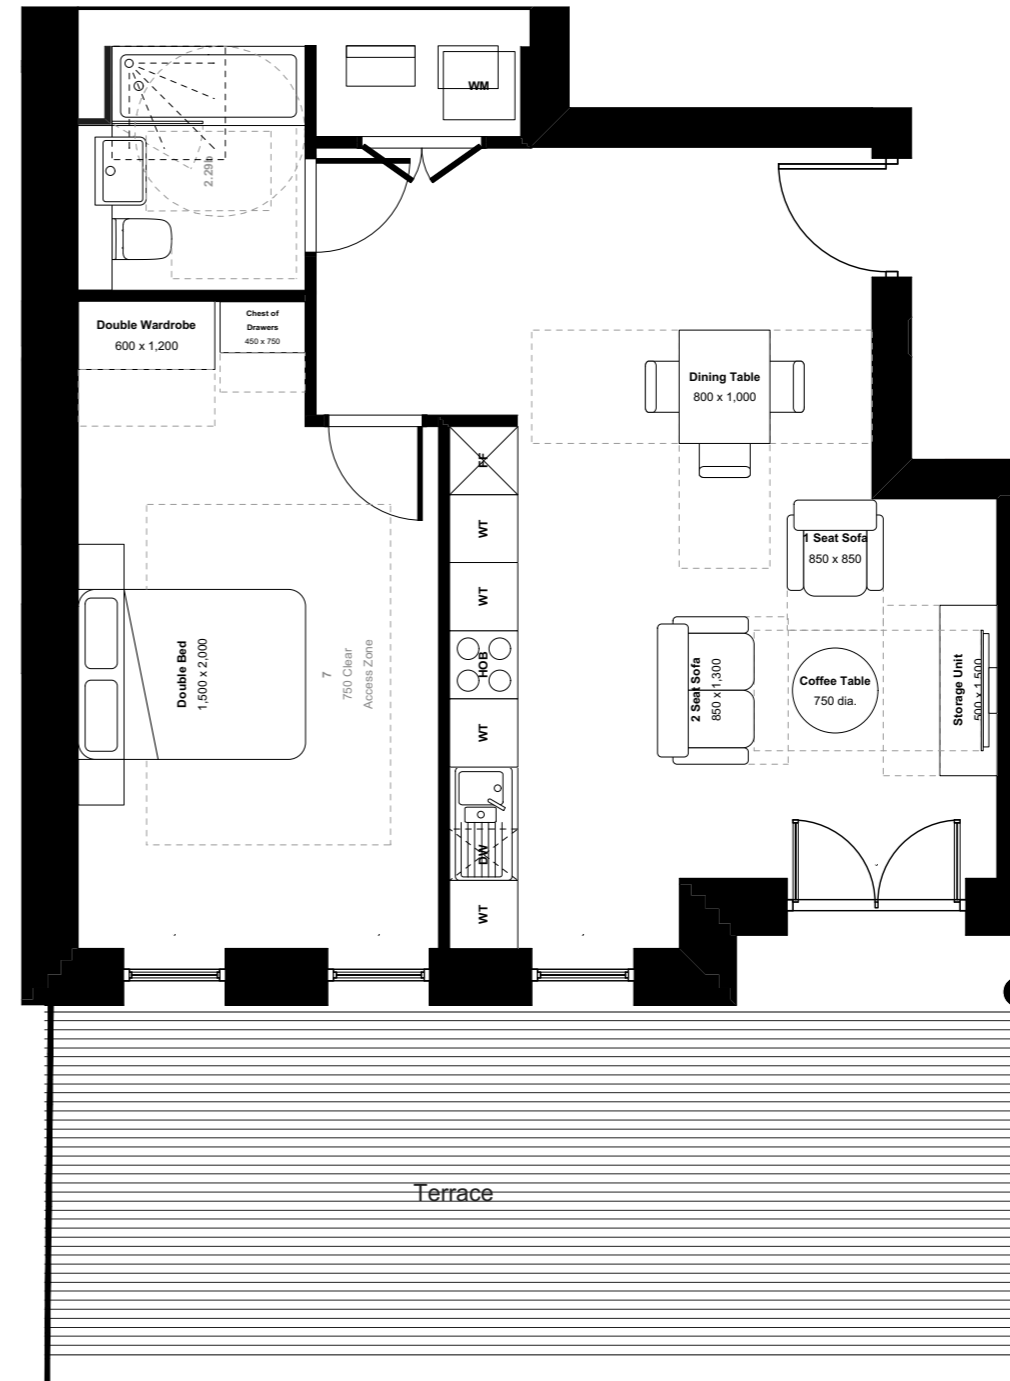 WM
2.29
Double Wardrobe
600 x 1,200
Chest of
Drawers
450 x 750
Dining Table
800 x 1,000
FF
WT
1 Seat Sofa
850 x 850
WT
HOB
Double Bed
1,500 x 2,000
7
750 Clear
Access Zone
2 Seat Sofa
850 x 1,300
Coffee Table
750 dia.
Storage Unit
500 x 1,500
WT
DW
WT
Terrace